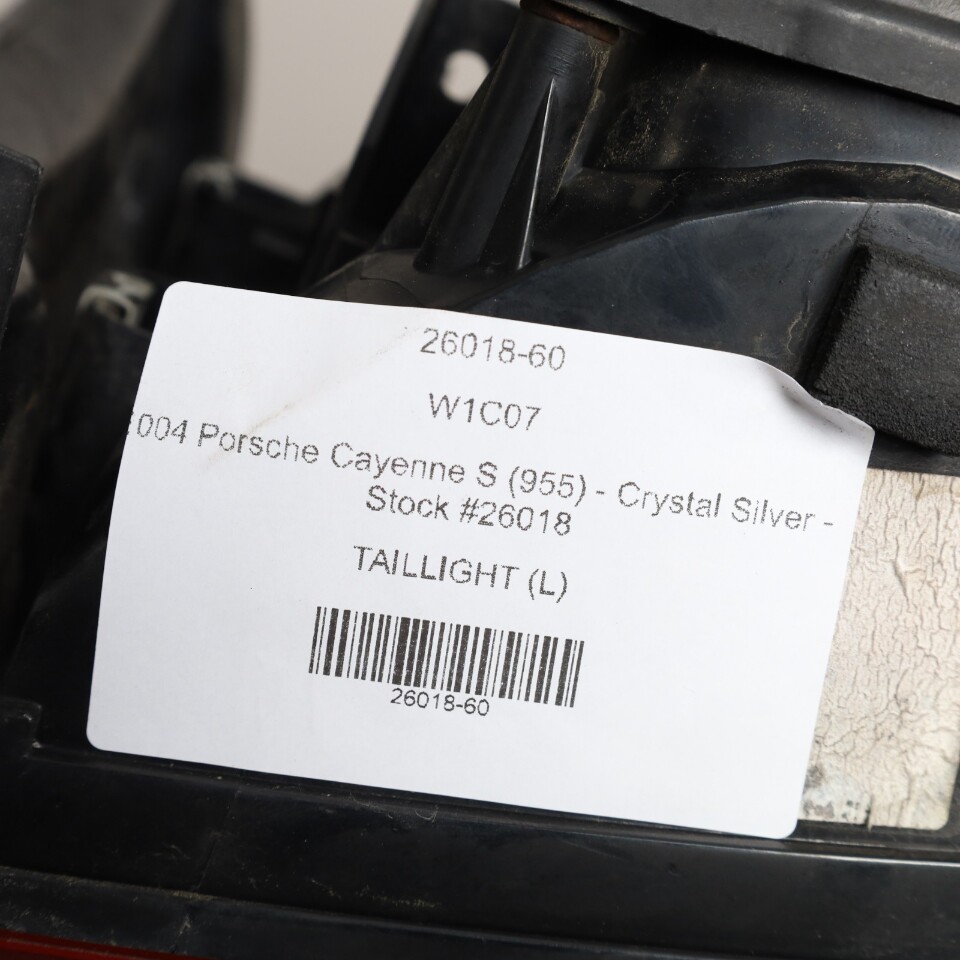 26018-60
W1C07
004 Porsche Cayenne S (955) - Crystal Silver -
Stock #26018
TAILLIGHT (L)
26018-60